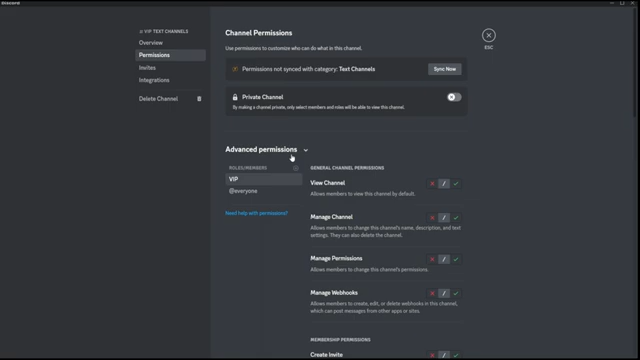 Discord
# VIP TEXT CHANNELS
Overview
Permissions
Invites
Integrations
Delete Channel
Channel Permissions
Use permissions to customize who can do what in this channel.
Permissions not synced with category: Text Channels
Sync Now
ESC
Private Channel
By making a channel private, only select members and roles will be able to view this channel.
Advanced permissions
ROLES/MEMBERS
VIP
@everyone
Need help with permissions?
GENERAL CHANNEL PERMISSIONS
View Channel
Allows members to view this channel by default.
Manage Channel
Allows members to change this channel's name, description, and text
settings. They can also delete the channel.
Manage Permissions
Allows members to change this channel's permissions.
Manage Webhooks
Allows members to create, edit, or delete webhooks in this channel,
which can post messages from other apps or sites.
MEMBERSHIP PERMISSIONS
Create Invite